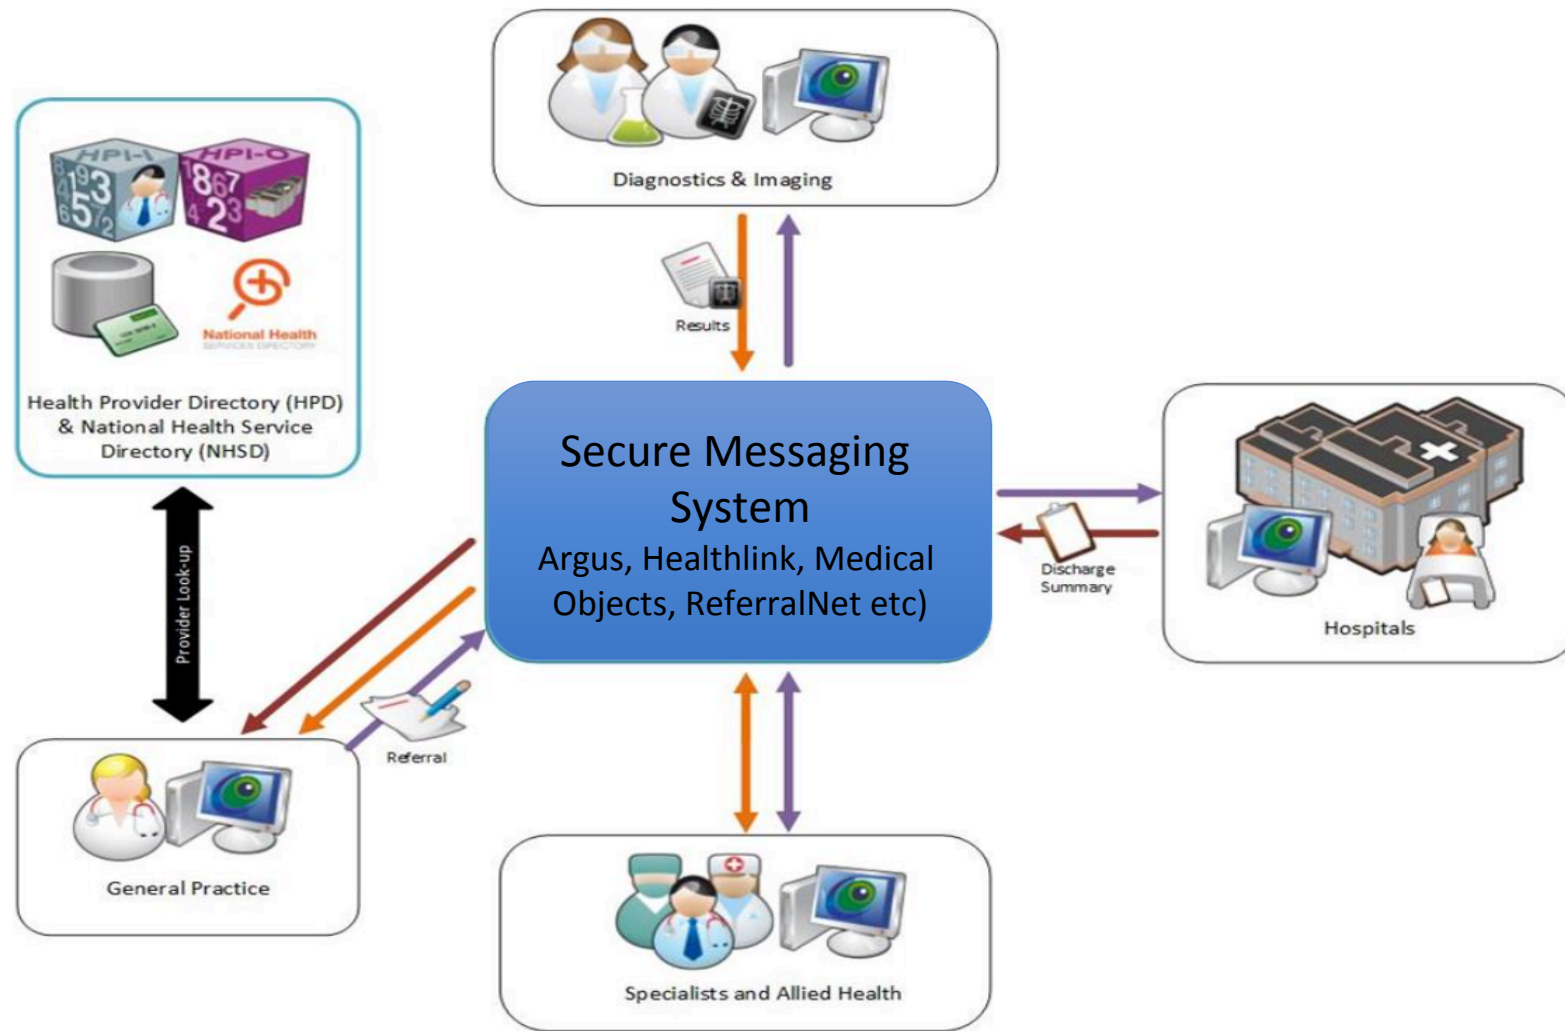 Diagnostics & Imaging
HPI-I
HPI-O
National Health
SERVICES DIRECTORY
Health Provider Directory (HPD)
& National Health Service
Directory (NHSD)
Results
Secure Messaging
System
Argus, Healthlink, Medical
Objects, ReferralNet etc)
Discharge
Summary
Hospitals
Provider Look-up
Referral
General Practice
Specialists and Allied Health